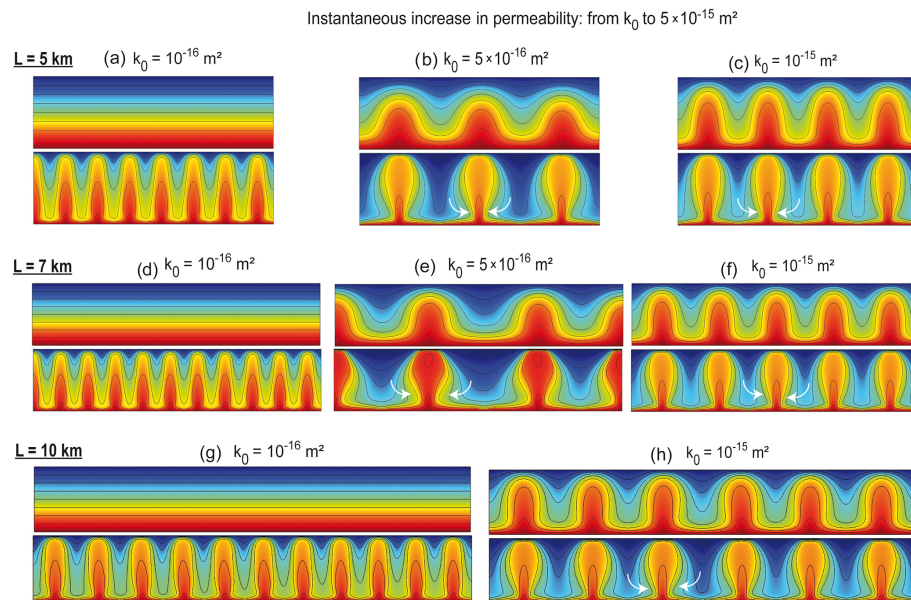 Instantaneous increase in permeability: from k₀ to 5×10⁻¹⁵ m²
L = 5 km (a) k₀ = 10⁻¹⁶ m² (b) k₀ = 5×10⁻¹⁶ m² (c) k₀ = 10⁻¹⁵ m²
L = 7 km (d) k₀ = 10⁻¹⁶ m² (e) k₀ = 5×10⁻¹⁶ m² (f) k₀ = 10⁻¹⁵ m²
L = 10 km (g) k₀ = 10⁻¹⁶ m² (h) k₀ = 10⁻¹⁵ m²